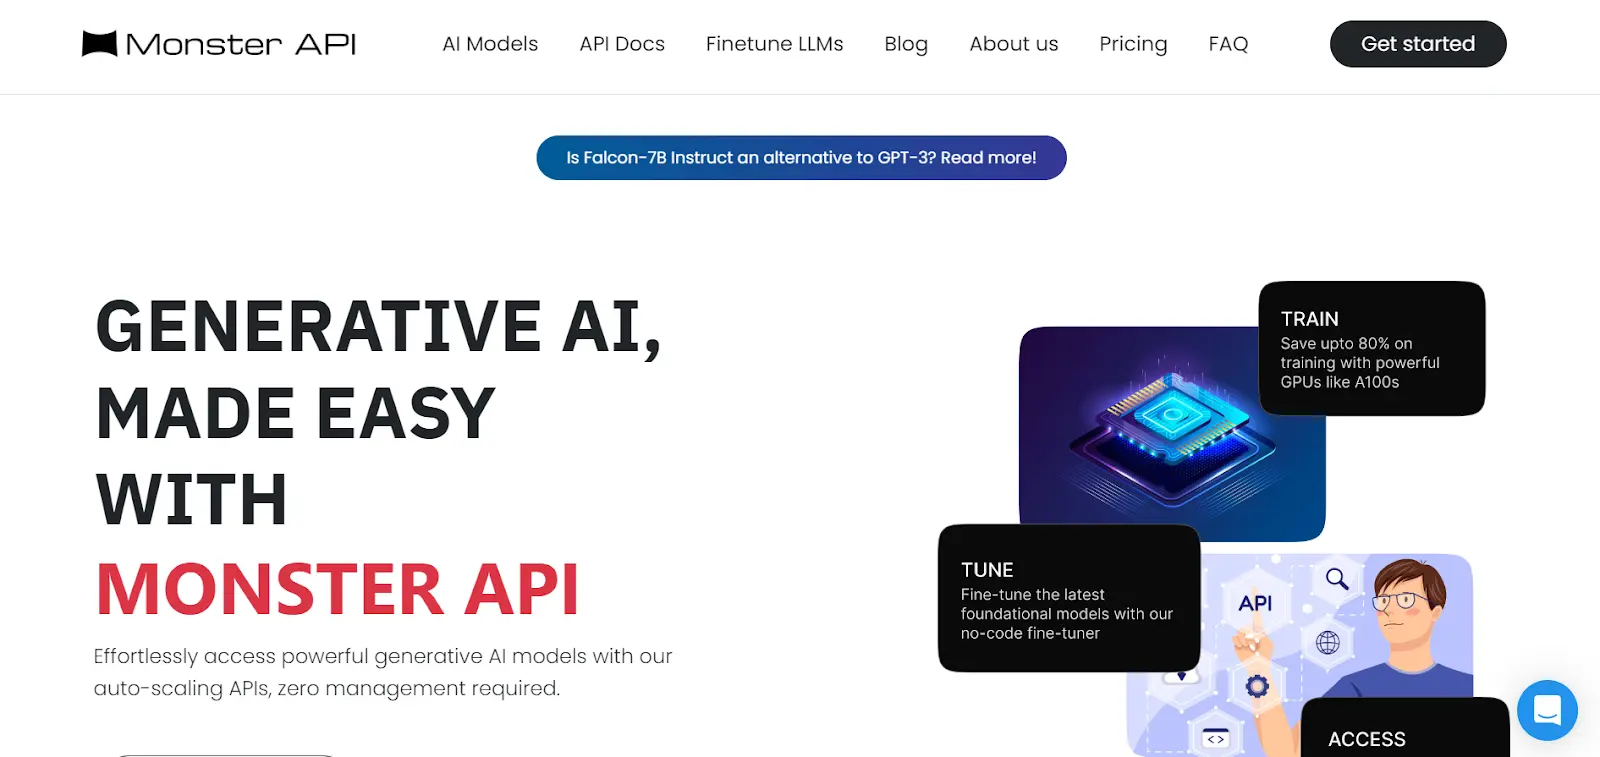 Monster API
AI Models
API Docs
Finetune LLMs
Blog
About us
Pricing
FAQ
Get started
Is Falcon-7B Instruct an alternative to GPT-3? Read more!
GENERATIVE AI,
MADE EASY
WITH
MONSTER API
Effortlessly access powerful generative AI models with our
auto-scaling APIs, zero management required.
TRAIN
Save upto 80% on
training with powerful
GPUs like A100s
TUNE
Fine-tune the latest
foundational models with our
no-code fine-tuner
API
<>
ACCESS